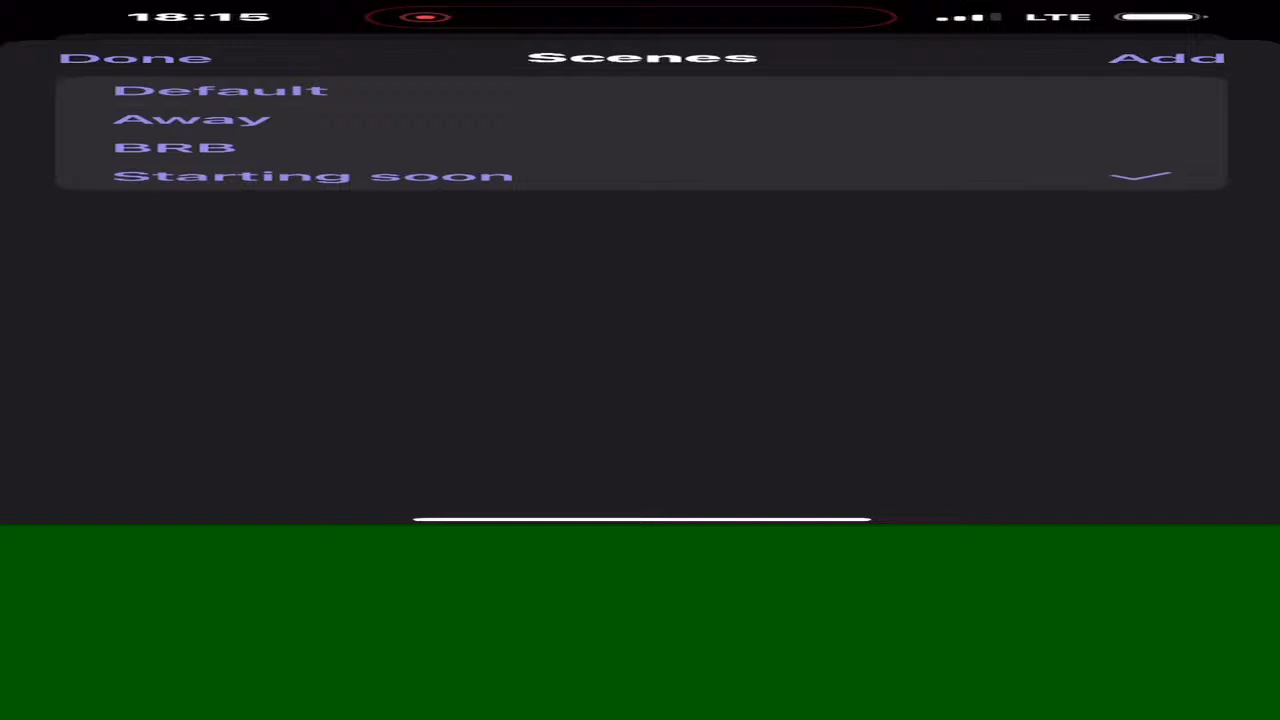 18:15 LTE
Done Scenes Add
Default
Away
BRB
Starting soon